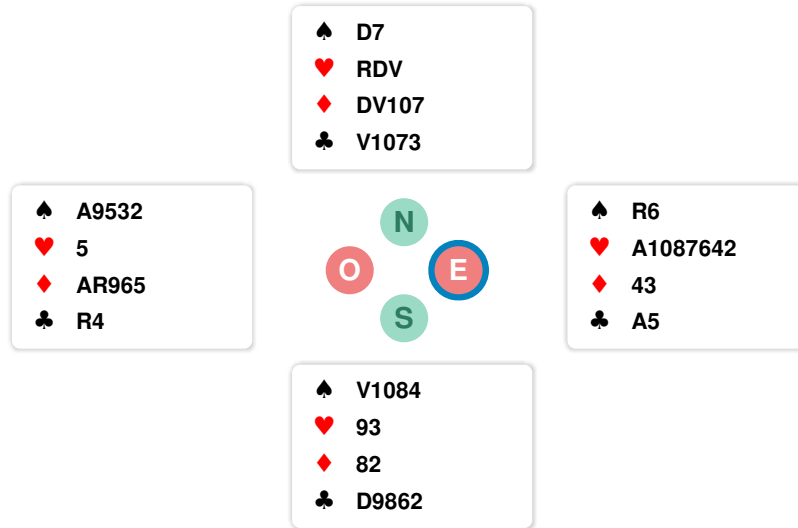 ♠ D7
♥ RDV
♦ DV107
♣ V1073
♠ A9532
♥ 5
♦ AR965
♣ R4
N
O E
S
♠ R6
♥ A1087642
♦ 43
♣ A5
♠ V1084
♥ 93
♦ 82
♣ D9862